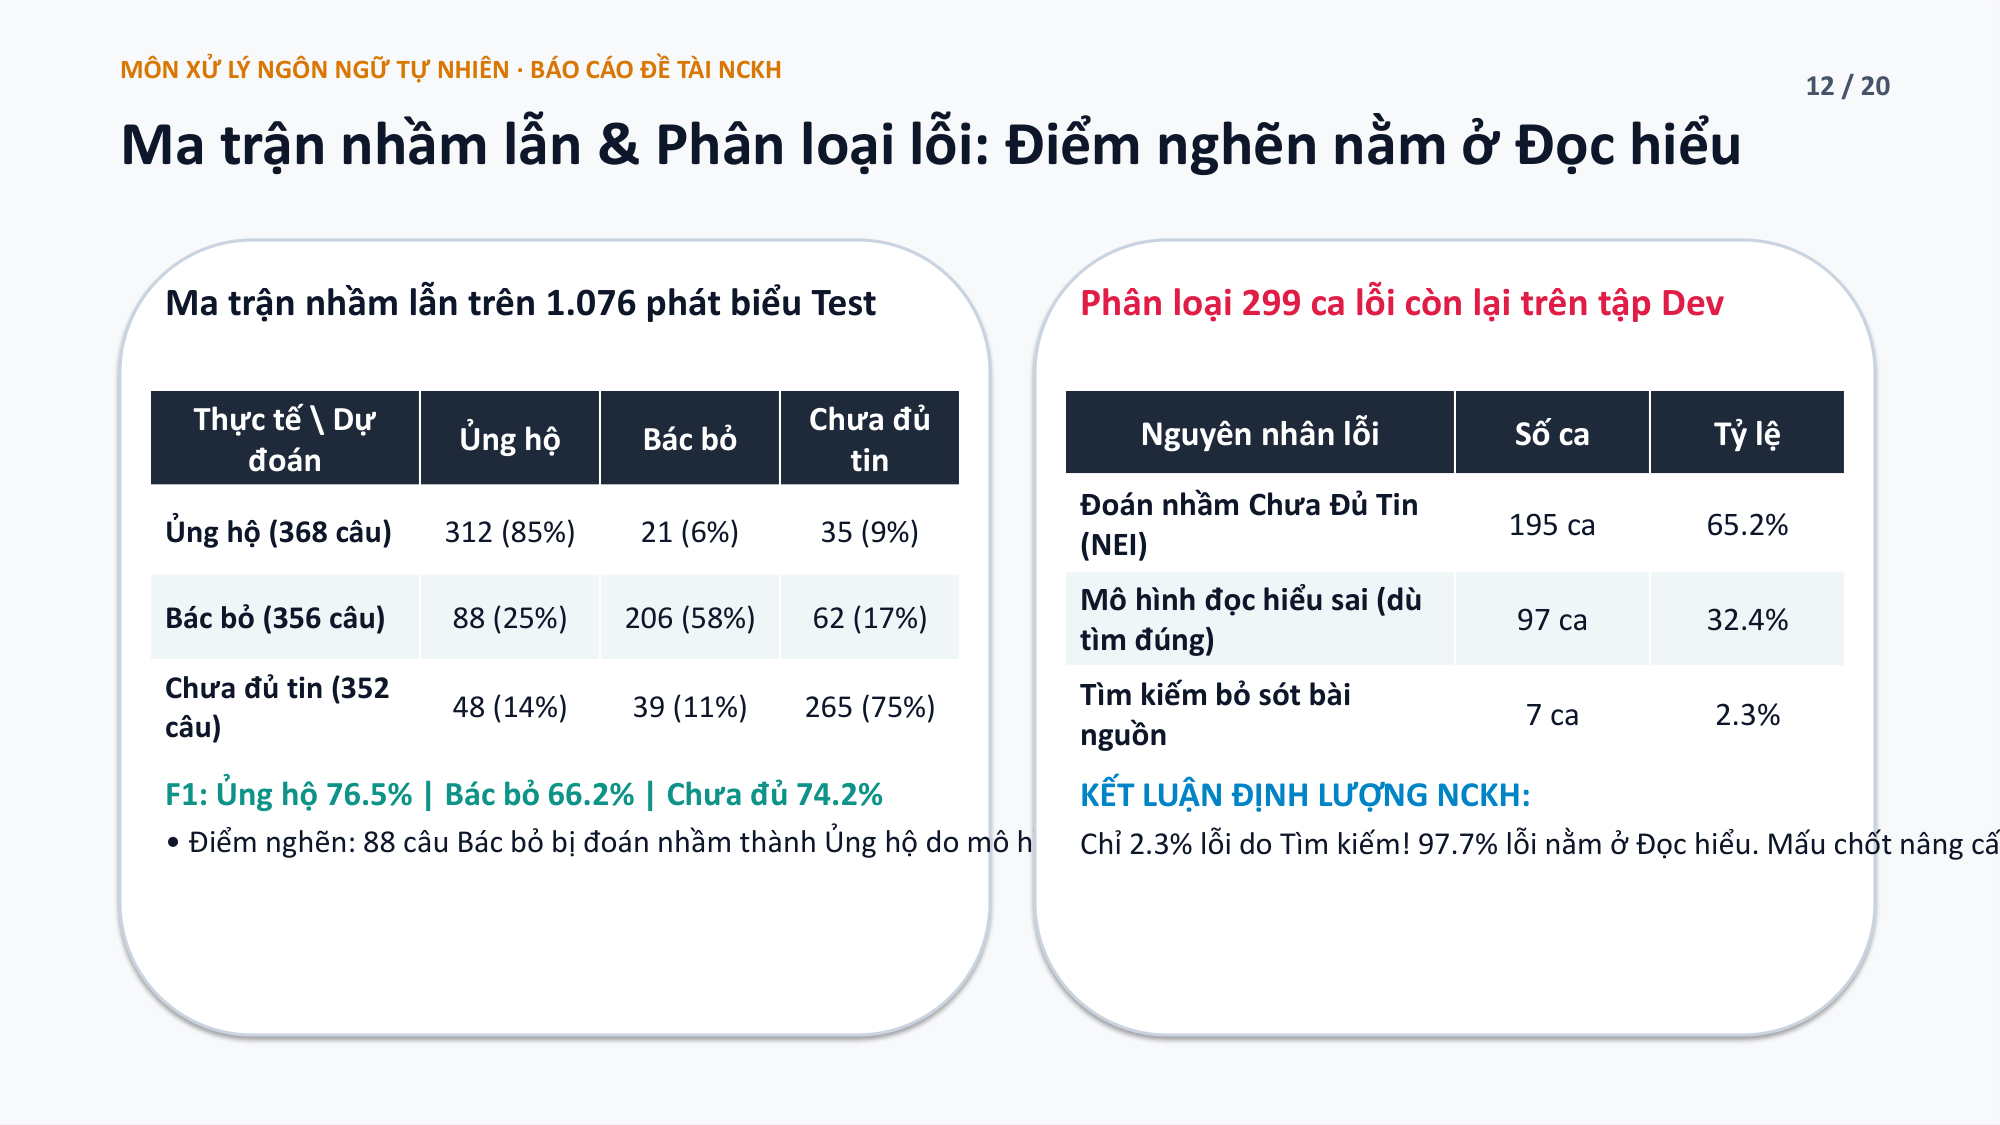 MÔN XỬ LÝ NGÔN NGỮ TỰ NHIÊN · BÁO CÁO ĐỀ TÀI NCKH
12 / 20
Ma trận nhầm lẫn & Phân loại lỗi: Điểm nghẽn nằm ở Đọc hiểu
Ma trận nhầm lẫn trên 1.076 phát biểu Test
Thực tế \ Dự
đoán
Ủng hộ
Bác bỏ
Chưa đủ
tin
Ủng hộ (368 câu)
312 (85%)
21 (6%)
35 (9%)
Bác bỏ (356 câu)
88 (25%)
206 (58%)
62 (17%)
Chưa đủ tin (352
câu)
48 (14%)
39 (11%)
265 (75%)
F1: Ủng hộ 76.5% | Bác bỏ 66.2% | Chưa đủ 74.2%
• Điểm nghẽn: 88 câu Bác bỏ bị đoán nhầm thành Ủng hộ do mô h
Phân loại 299 ca lỗi còn lại trên tập Dev
Nguyên nhân lỗi
Số ca
Tỷ lệ
Đoán nhầm Chưa Đủ Tin
(NEI)
195 ca
65.2%
Mô hình đọc hiểu sai (dù
tìm đúng)
97 ca
32.4%
Tìm kiếm bỏ sót bài
nguồn
7 ca
2.3%
KẾT LUẬN ĐỊNH LƯỢNG NCKH:
Chỉ 2.3% lỗi do Tìm kiếm! 97.7% lỗi nằm ở Đọc hiểu. Mấu chốt nâng cấ